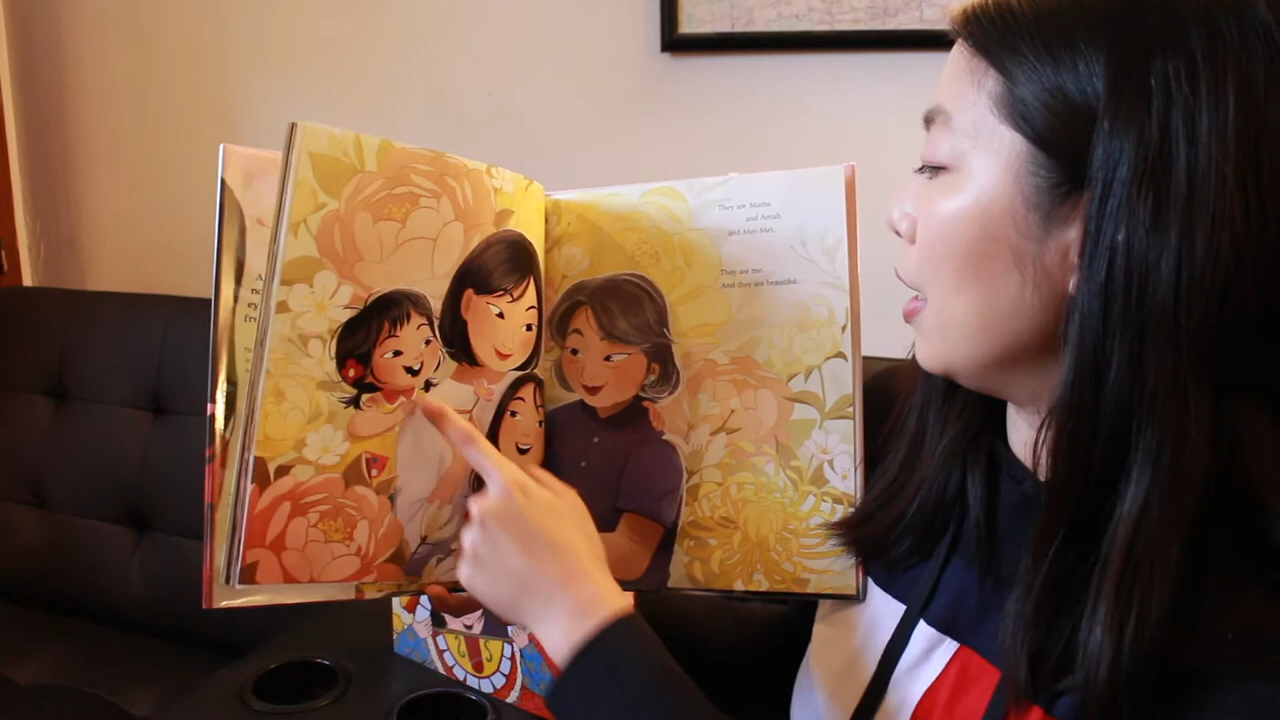 They are Mama
and Amah
and Mei-Mei.
They are me.
And they are beautiful.